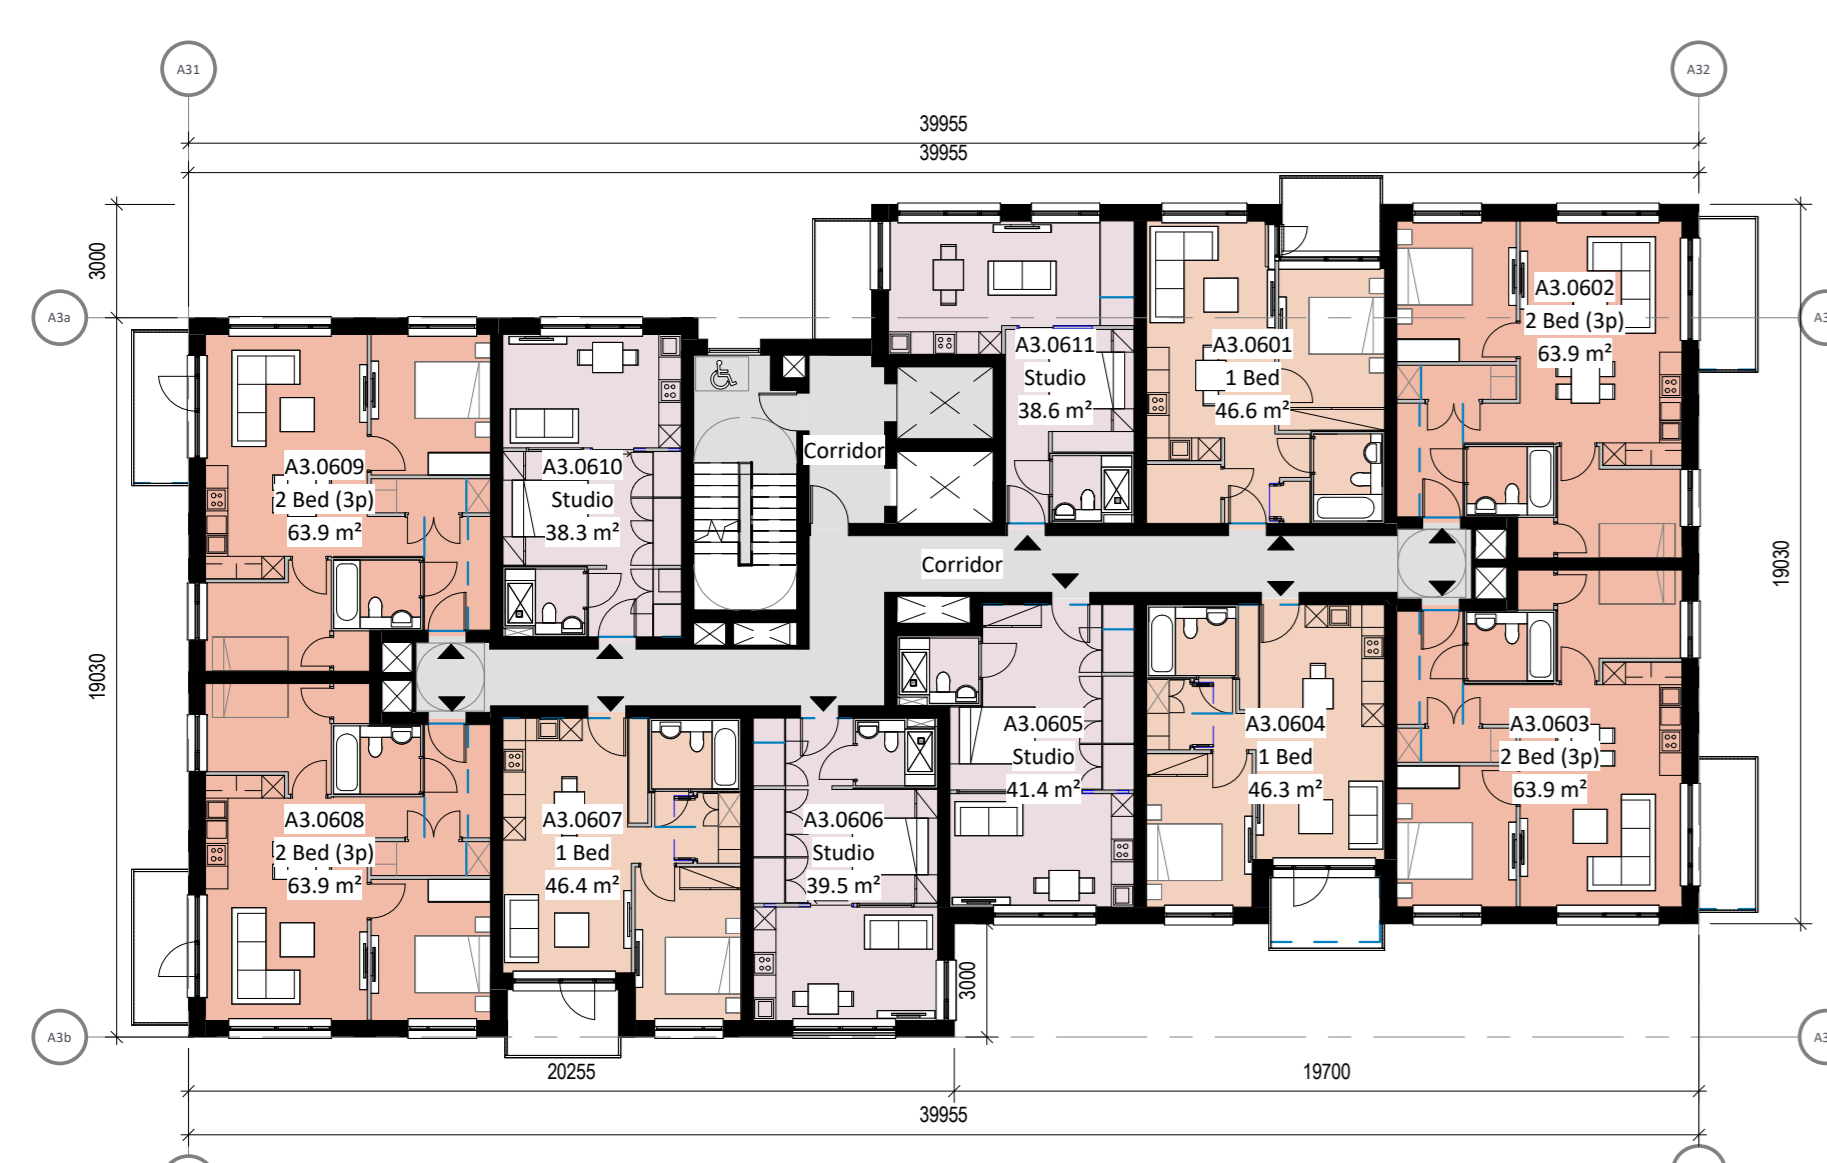 A31
A32
39955
39955
3000
A3a
A3
A3.0611
Studio
38.6 m²
A3.0601
1 Bed
46.6 m²
A3.0602
2 Bed (3p)
63.9 m²
A3.0609
2 Bed (3p)
63.9 m²
A3.0610
Studio
38.3 m²
Corridor
Corridor
19030
19030
A3.0608
2 Bed (3p)
63.9 m²
A3.0607
1 Bed
46.4 m²
A3.0606
Studio
39.5 m²
A3.0605
Studio
41.4 m²
A3.0604
1 Bed
46.3 m²
A3.0603
2 Bed (3p)
63.9 m²
3000
A3b
A3
20255
19700
39955